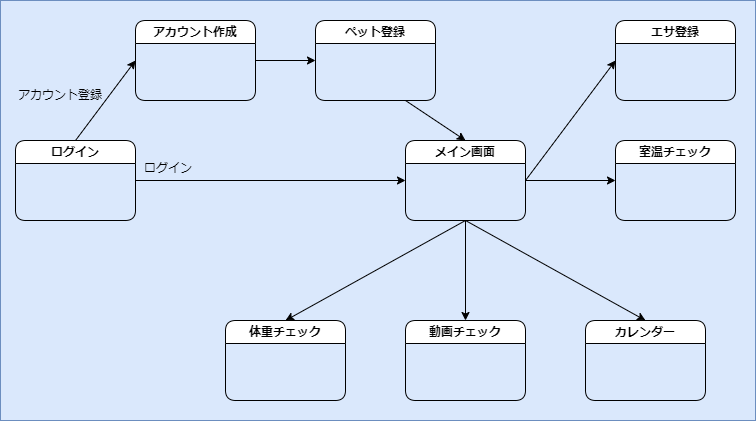 アカウント作成
ペット登録
エサ登録
アカウント登録
ログイン
ログイン
メイン画面
室温チェック
体重チェック
動画チェック
カレンダー